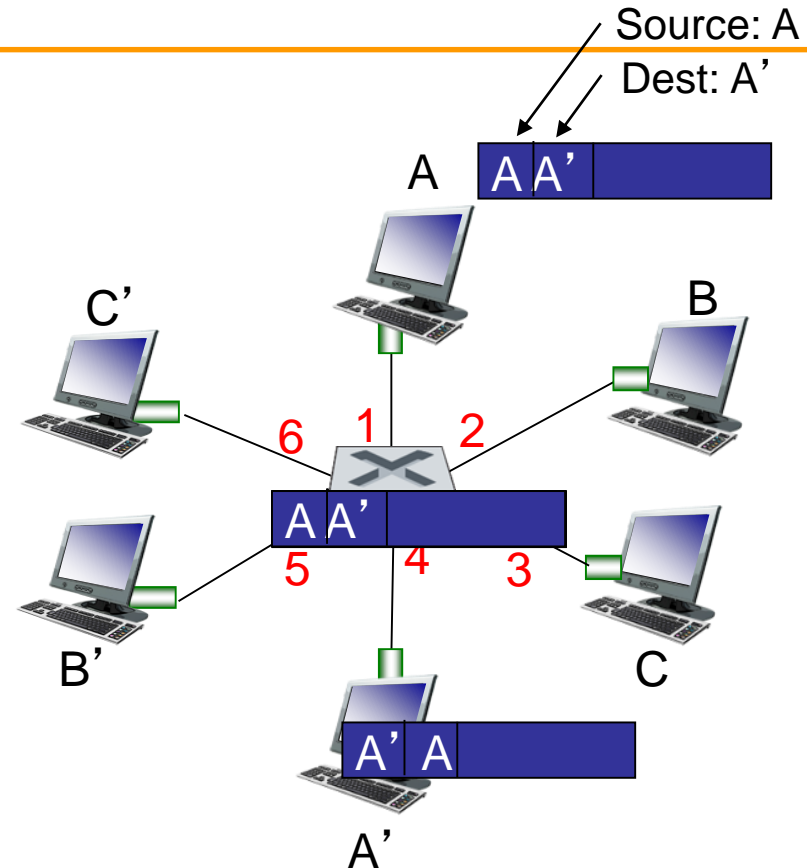 Source: A
Dest: A’
A A’
A
C’
B
6 1 2
A A’
5 4 3
B’
C
A’ A
A’